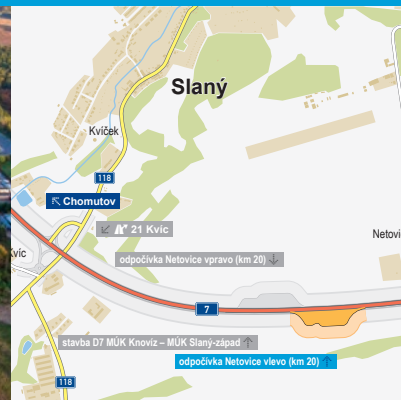 Slaný
Kvíček
118
Chomutov
21 Kvíc
Netovi
víc
odpočívka Netovice vpravo (km 20)
7
stavba D7 MÚK Knovíz – MÚK Slaný-západ
odpočívka Netovice vlevo (km 20)
118